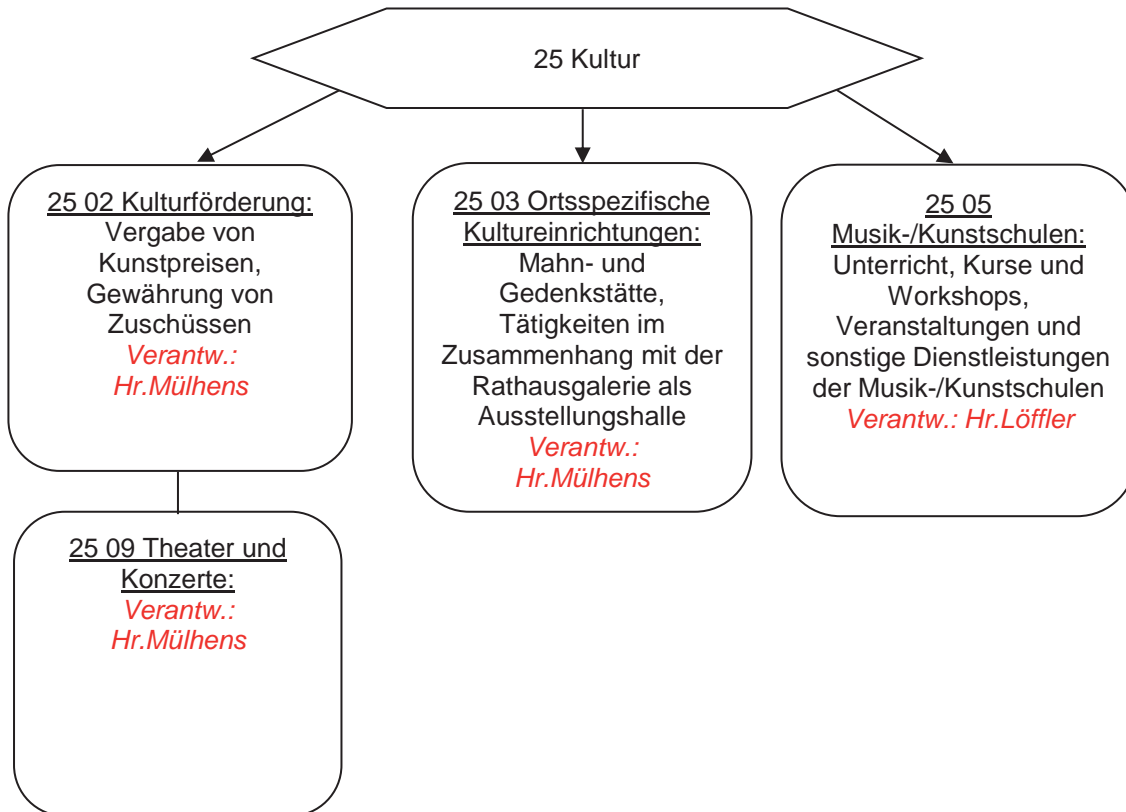 25 Kultur
25 02 Kulturförderung:
Vergabe von
Kunstpreisen,
Gewährung von
Zuschüssen
Verantw.:
Hr.Mülhens
25 03 Ortsspezifische
Kultureinrichtungen:
Mahn- und
Gedenkstätte,
Tätigkeiten im
Zusammenhang mit der
Rathausgalerie als
Ausstellungshalle
Verantw.:
Hr.Mülhens
25 05
Musik-/Kunstschulen:
Unterricht, Kurse und
Workshops,
Veranstaltungen und
sonstige Dienstleistungen
der Musik-/Kunstschulen
Verantw.: Hr.Löffler
25 09 Theater und
Konzerte:
Verantw.:
Hr.Mülhens